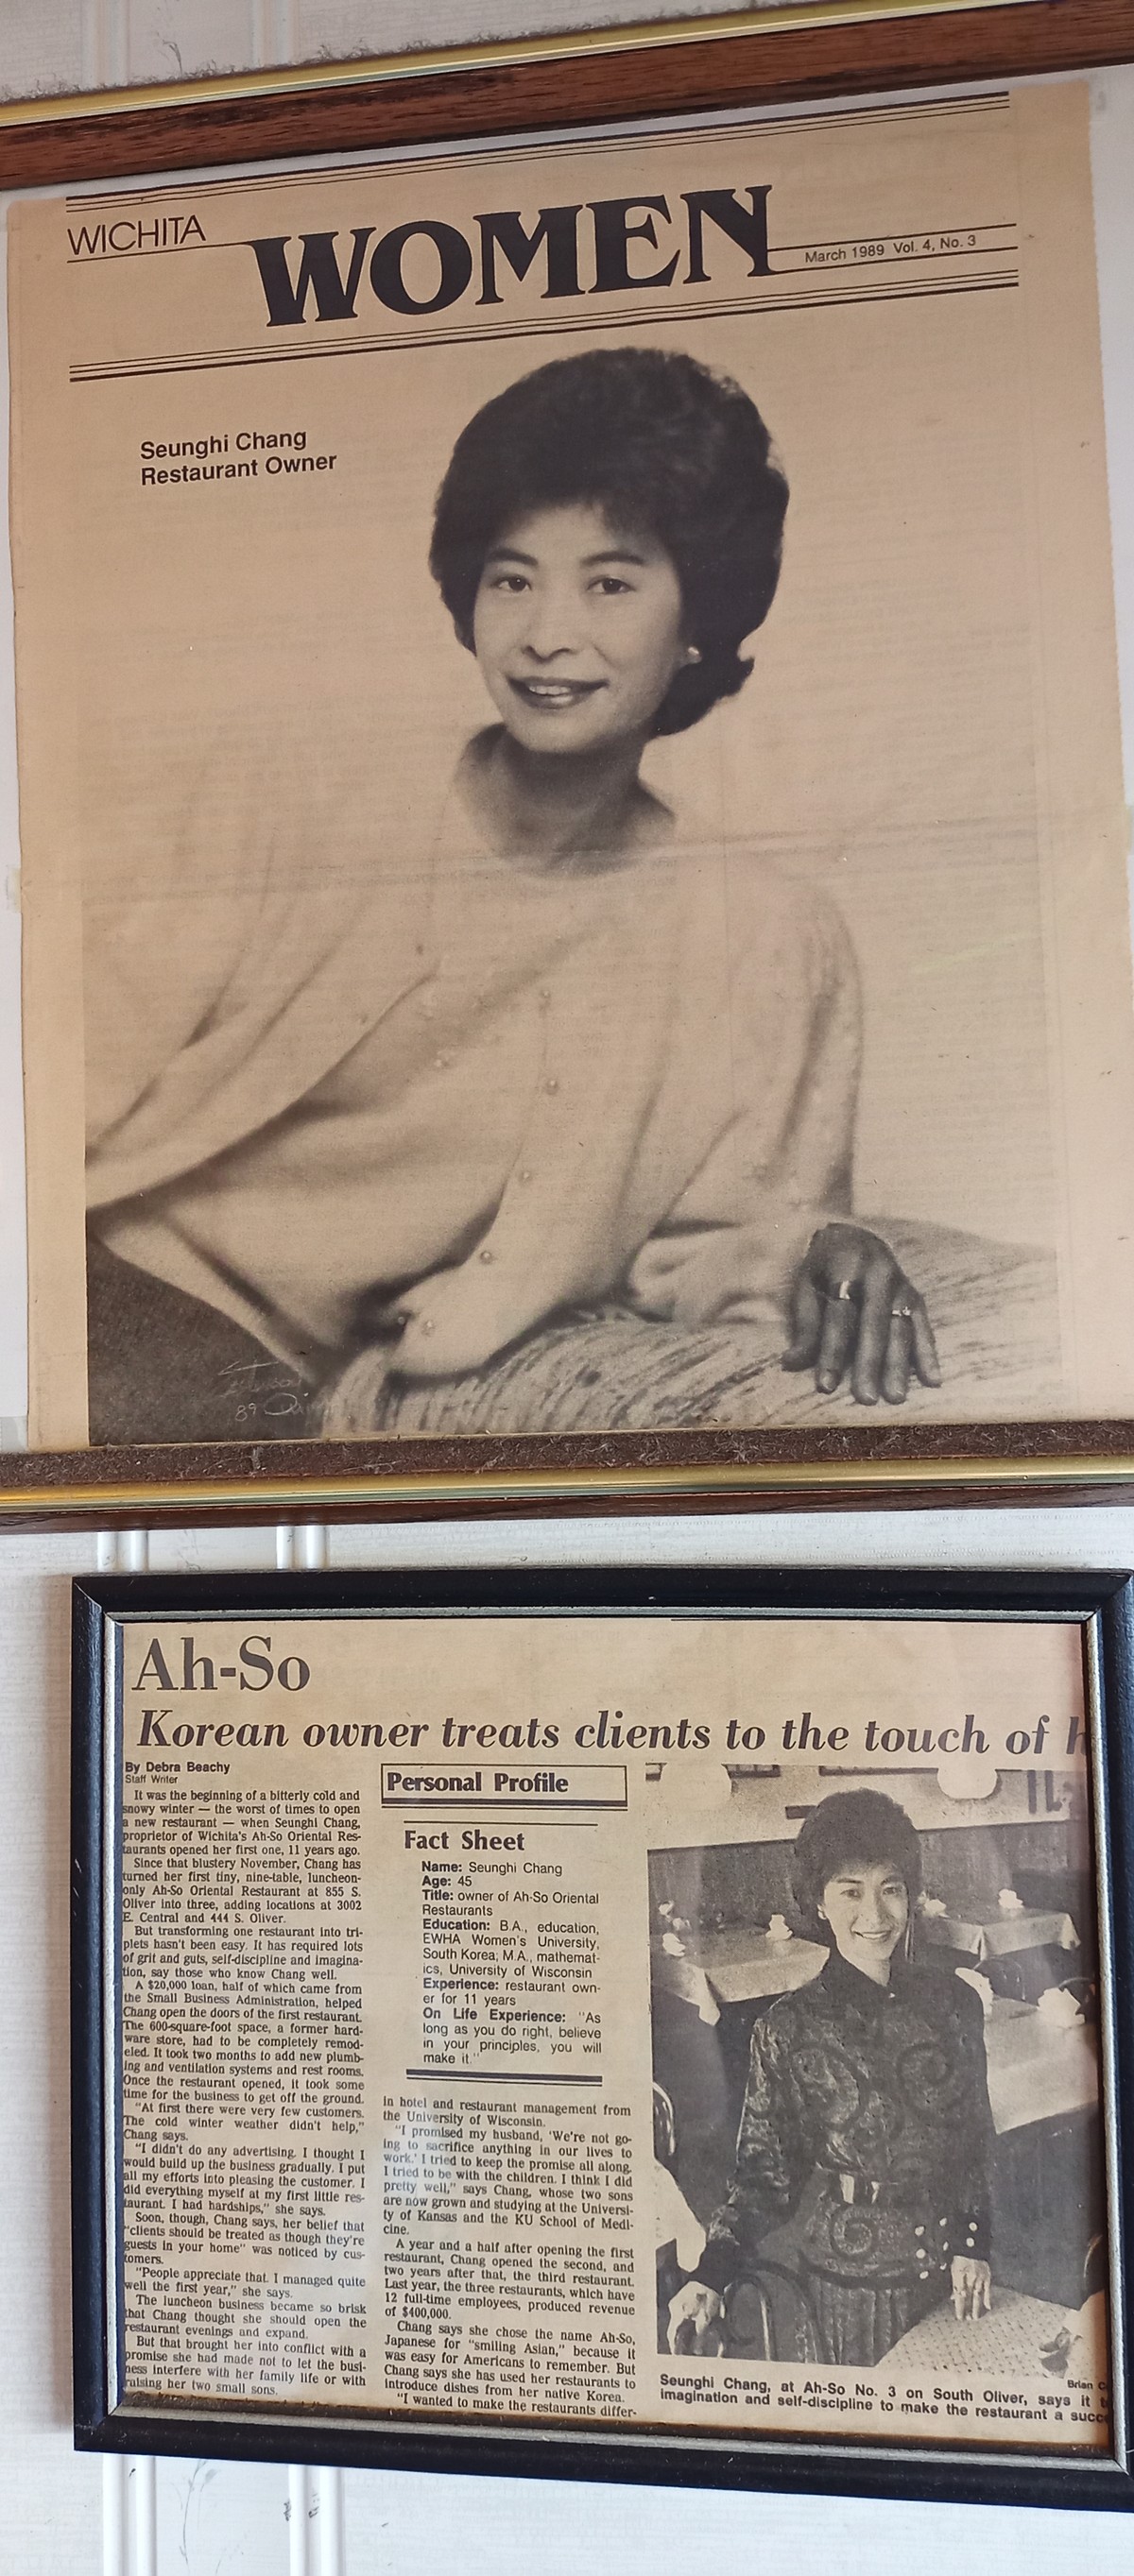 WICHITA
WOMEN
March 1989 Vol. 4, No. 3
Seunghi Chang
Restaurant Owner
89
Ah-So
Korean owner treats clients to the touch of h
By Debra Beachy
Staff Writer
It was the beginning of a bitterly cold and
snowy winter — the worst of times to open
a new restaurant — when Seunghi Chang,
proprietor of Wichita's Ah-So Oriental Res-
taurants opened her first one, 11 years ago.
Since that blustery November, Chang has
turned her first tiny, nine-table, luncheon-
only Ah-So Oriental Restaurant at 855 S.
Oliver into three, adding locations at 3002
E. Central and 444 S. Oliver.
But transforming one restaurant into tri-
plets hasn't been easy. It has required lots
of grit and guts, self-discipline and imagina-
tion, say those who know Chang well.
A $20,000 loan, half of which came from
the Small Business Administration, helped
Chang open the doors of the first restaurant.
The 600-square-foot space, a former hard-
ware store, had to be completely remod-
eled. It took two months to add new plumb-
ing and ventilation systems and rest rooms.
Once the restaurant opened, it took some
time for the business to get off the ground.
"At first there were very few customers.
The cold winter weather didn't help,"
Chang says.
"I didn't do any advertising. I thought I
would build up the business gradually. I put
all my efforts into pleasing the customer. I
did everything myself at my first little res-
taurant. I had hardships," she says.
Soon, though, Chang says, her belief that
"clients should be treated as though they're
guests in your home" was noticed by cus-
tomers.
"People appreciate that. I managed quite
well the first year," she says.
The luncheon business became so brisk
that Chang thought she should open the
restaurant evenings and expand.
But that brought her into conflict with a
promise she had made not to let the busi-
ness interfere with her family life or with
raising her two small sons.
Personal Profile
Fact Sheet
Name: Seunghi Chang
Age: 45
Title: owner of Ah-So Oriental
Restaurants
Education: B.A., education,
EWHA Women's University,
South Korea; M.A., mathemat-
ics, University of Wisconsin
Experience: restaurant own-
er for 11 years
On Life Experience: "As
long as you do right, believe
in your principles, you will
make it."
in hotel and restaurant management from
the University of Wisconsin.
"I promised my husband, 'We're not go-
ing to sacrifice anything in our lives to
work.' I tried to keep the promise all along.
I tried to be with the children. I think I did
pretty well," says Chang, whose two sons
are now grown and studying at the Universi-
ty of Kansas and the KU School of Medi-
cine.
A year and a half after opening the first
restaurant, Chang opened the second, and
two years after that, the third restaurant.
Last year, the three restaurants, which have
12 full-time employees, produced revenue
of $400,000.
Chang says she chose the name Ah-So,
Japanese for "smiling Asian," because it
was easy for Americans to remember. But
Chang says she has used her restaurants to
introduce dishes from her native Korea.
"I wanted to make the restaurants differ-
Brian
Seunghi Chang, at Ah-So No. 3 on South Oliver, says it
imagination and self-discipline to make the restaurant a succ